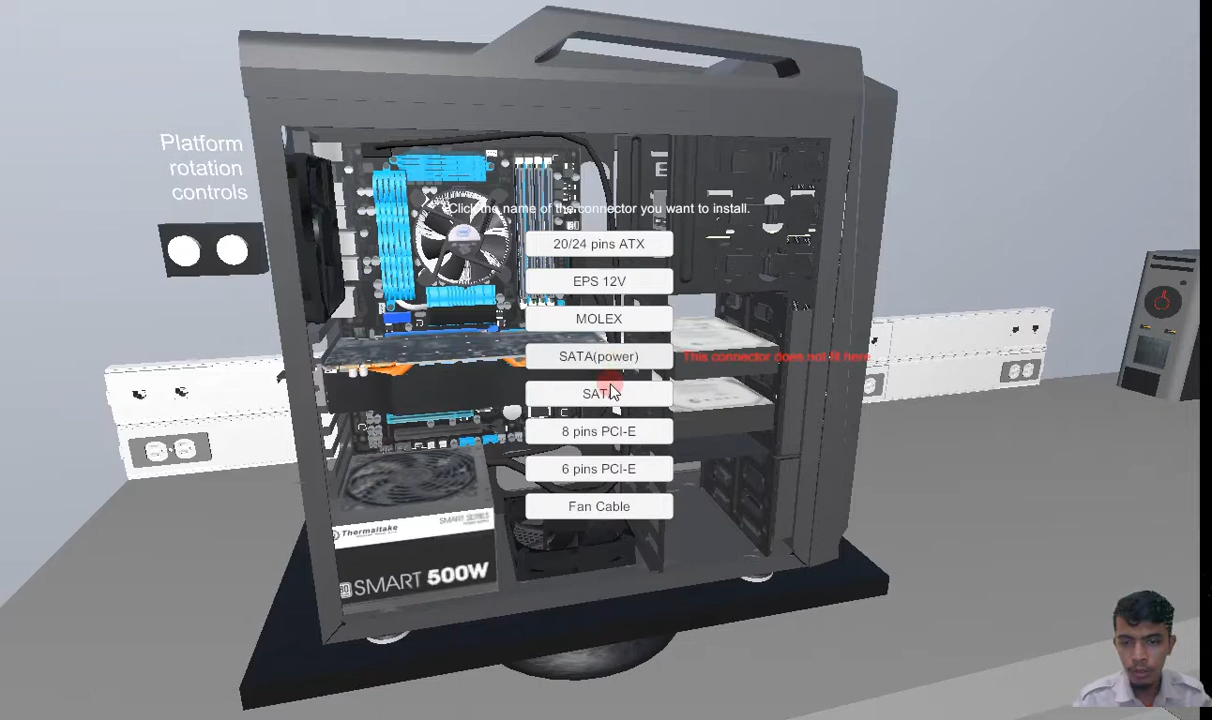 Platform
rotation
controls
Click the name of the connector you want to install.
20/24 pins ATX
EPS 12V
MOLEX
SATA(power)
This connector does not fit here
SATA
8 pins PCI-E
6 pins PCI-E
Fan Cable
Thermaltake
SMART SERIES
SMART 500W